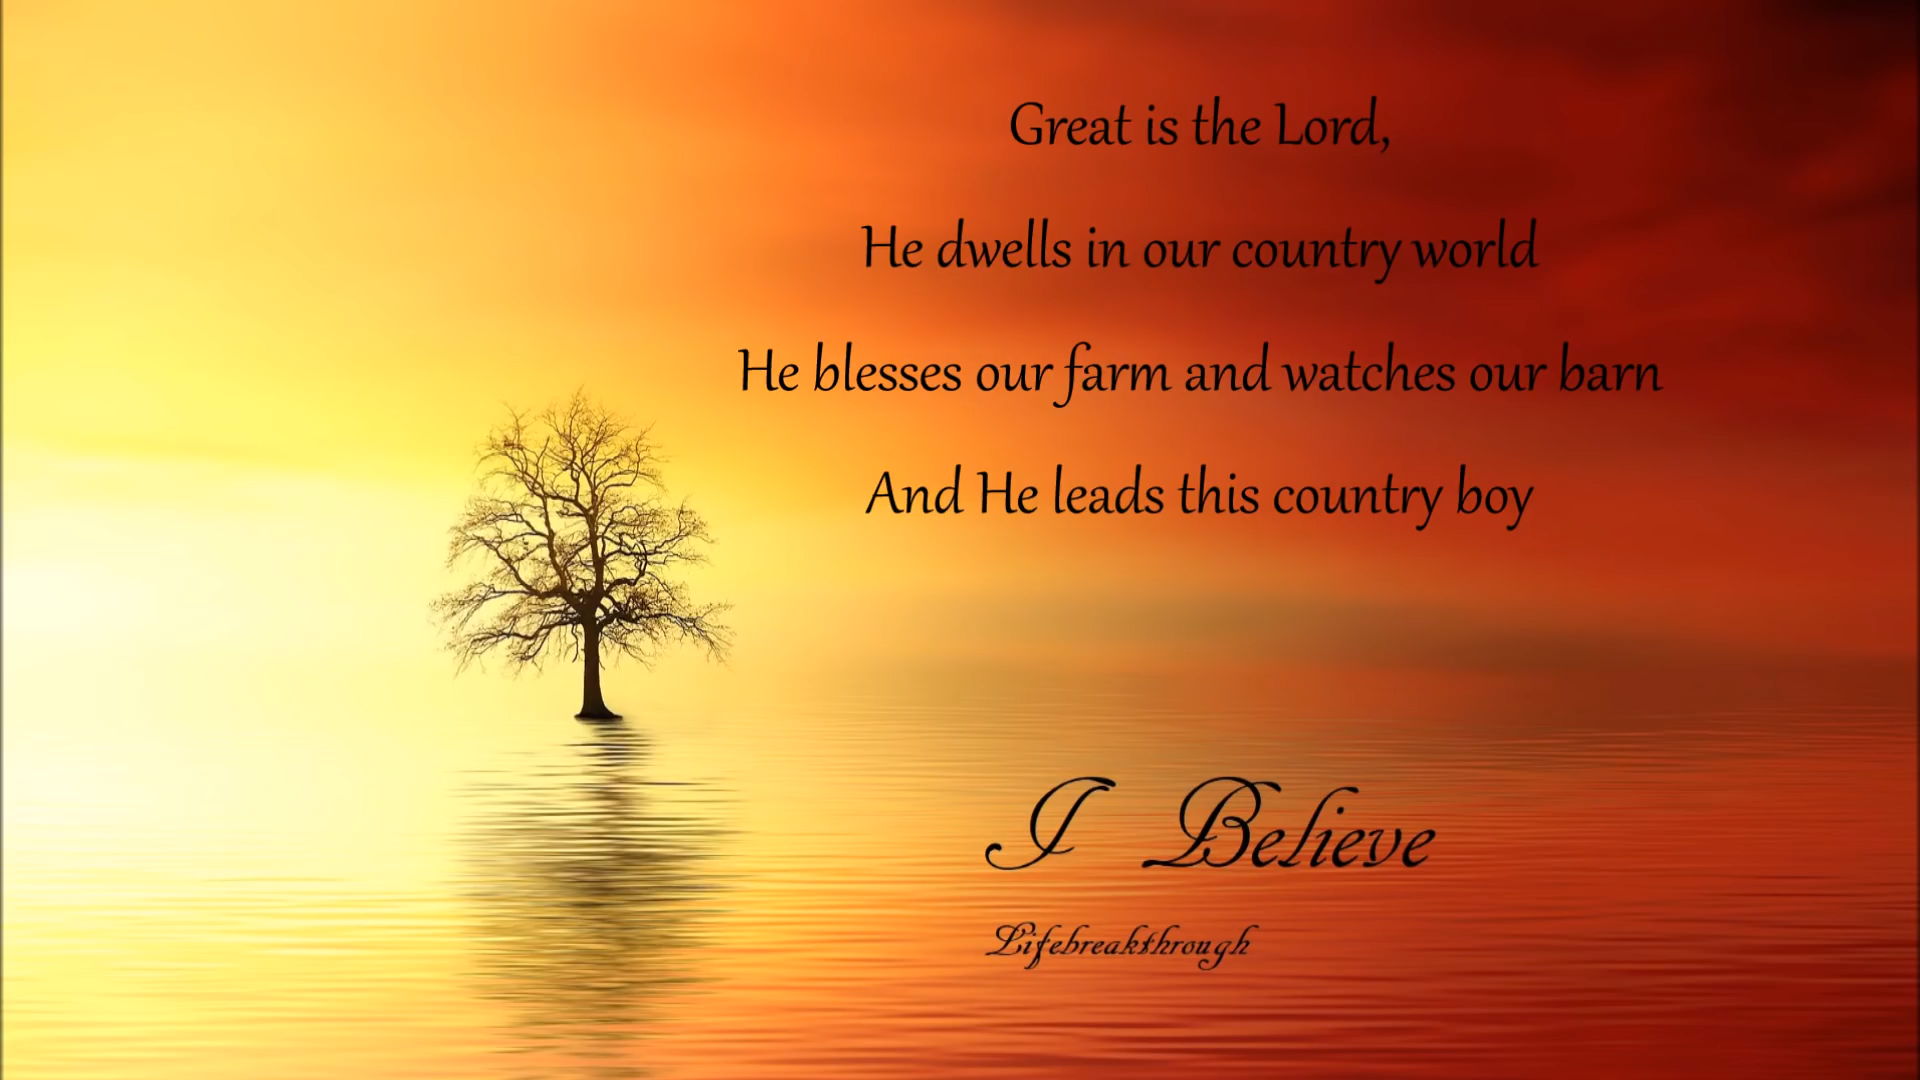 Great is the Lord,
He dwells in our country world
He blesses our farm and watches our barn
And He leads this country boy
I Believe
Lifebreakthrough